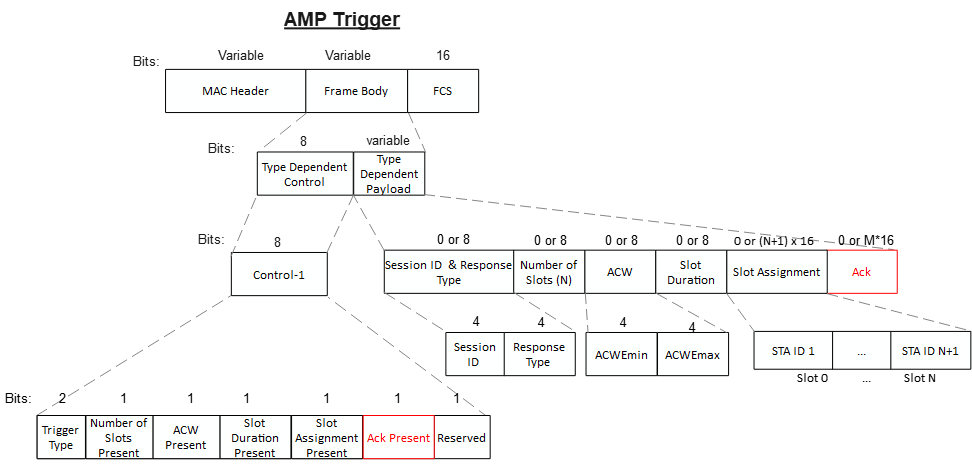 AMP Trigger
Bits: Variable Variable 16
MAC Header Frame Body FCS
Bits: 8 variable
Type Dependent Control Type Dependent Payload
Bits: 8 0 or 8 0 or 8 0 or 8 0 or 8 0 or (N+1) x 16 0 or M*16
Control-1 Session ID & Response Type Number of Slots (N) ACW Slot Duration Slot Assignment Ack
4 4 4 4
Session ID Response Type ACWEmin ACWEmax STA ID 1 ... STA ID N+1
Slot 0 ... Slot N
Bits: 2 1 1 1 1 1 1
Trigger Type Number of Slots Present ACW Present Slot Duration Present Slot Assignment Present Ack Present Reserved